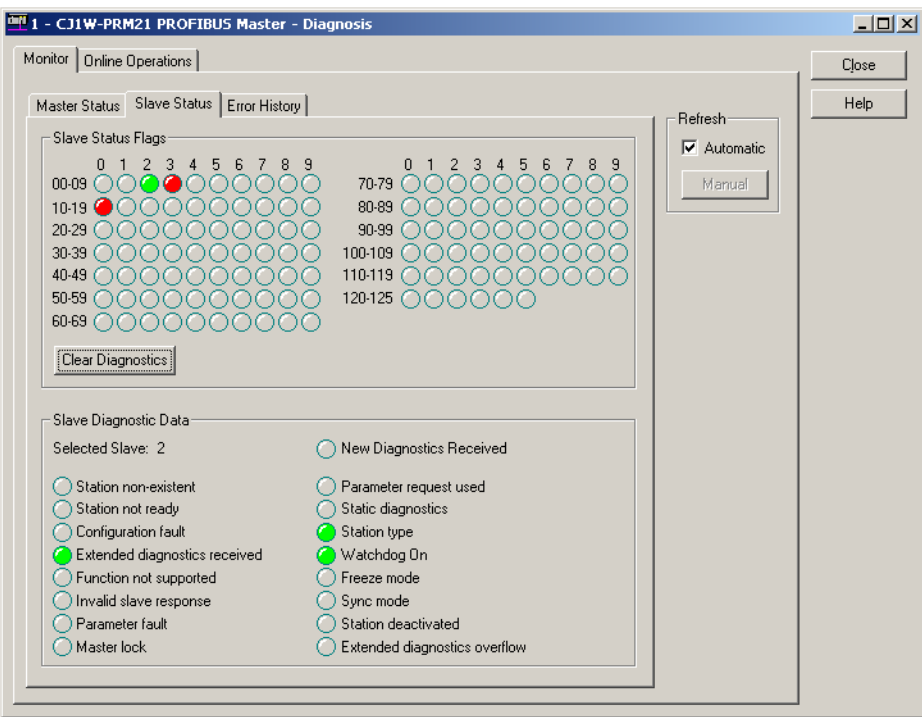 1 - CJ1W-PRM21 PROFIBUS Master - Diagnosis
Monitor Online Operations
Close
Help
Master Status Slave Status Error History
Refresh
Automatic
Manual
Slave Status Flags
0 1 2 3 4 5 6 7 8 9
00-09
10-19
20-29
30-39
40-49
50-59
60-69
0 1 2 3 4 5 6 7 8 9
70-79
80-89
90-99
100-109
110-119
120-125
Clear Diagnostics
Slave Diagnostic Data
Selected Slave: 2
New Diagnostics Received
Station non-existent
Station not ready
Configuration fault
Extended diagnostics received
Function not supported
Invalid slave response
Parameter fault
Master lock
Parameter request used
Static diagnostics
Station type
Watchdog On
Freeze mode
Sync mode
Station deactivated
Extended diagnostics overflow